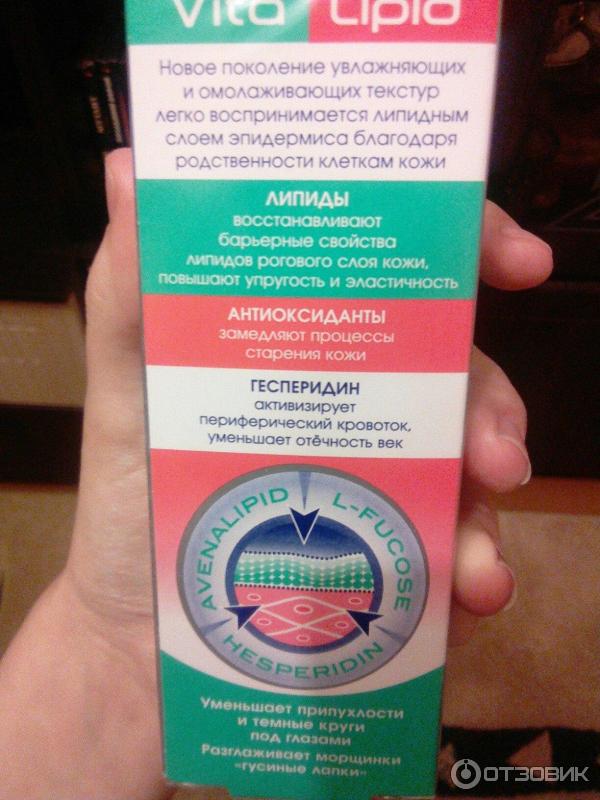 Vita Lipid
Новое поколение увлажняющих
и омолаживающих текстур
легко воспринимается липидным
слоем эпидермиса благодаря
родственности клеткам кожи
ЛИПИДЫ
восстанавливают
барьерные свойства
липидов рогового слоя кожи,
повышают упругость и эластичность
АНТИОКСИДАНТЫ
замедляют процессы
старения кожи
ГЕСПЕРИДИН
активизирует
периферический кровоток,
уменьшает отёчность век
AVENALIPID
L-FUCOSE
HESPERIDIN
Уменьшает припухлости
и темные круги
под глазами
Разглаживает морщинки
"гусиные лапки"
ОТЗОВИК